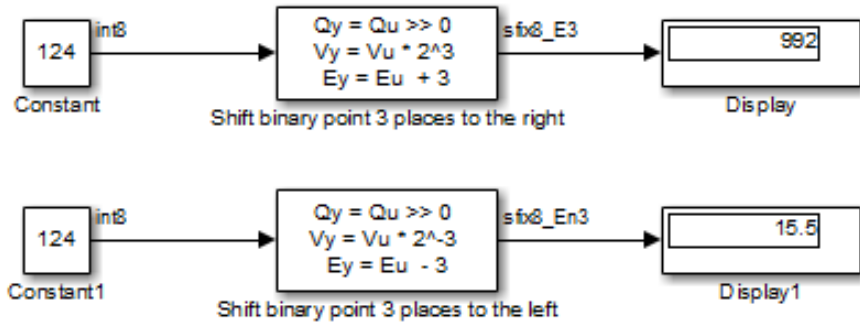 124
int8
Qy = Qu >> 0
Vy = Vu * 2^3
Ey = Eu + 3
sfix8_E3
992
Constant
Shift binary point 3 places to the right
Display
124
int8
Qy = Qu >> 0
Vy = Vu * 2^-3
Ey = Eu - 3
sfix8_En3
15.5
Constant1
Shift binary point 3 places to the left
Display1